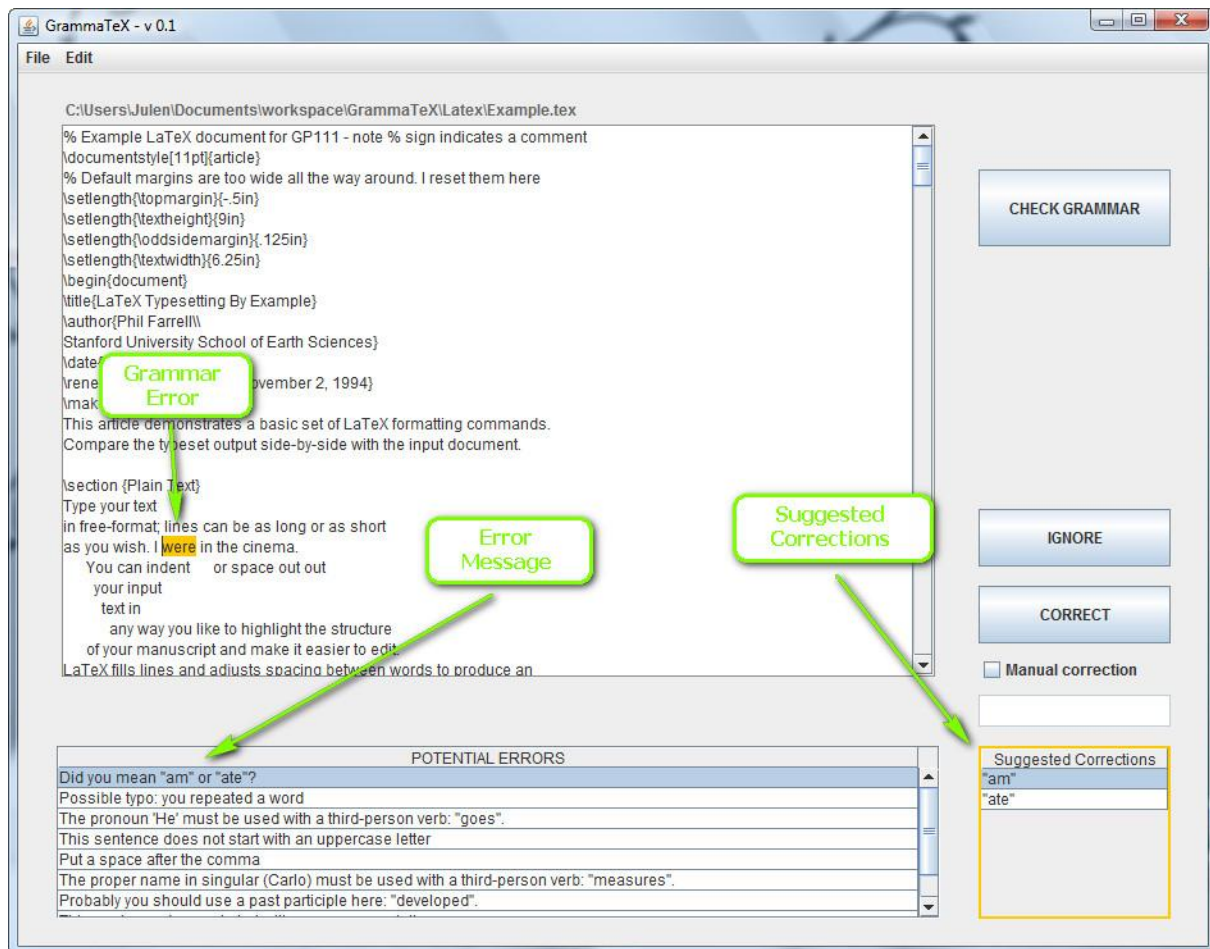 GrammaTeX - v 0.1
File Edit
C:\Users\Julen\Documents\workspace\GrammaTeX\Latex\Example.tex
% Example LaTeX document for GP111 - note % sign indicates a comment
\documentstyle[11pt]{article}
% Default margins are too wide all the way around. I reset them here
\setlength{\topmargin}{-.5in}
\setlength{\textheight}{9in}
\setlength{\oddsidemargin}{.125in}
\setlength{\textwidth}{6.25in}
\begin{document}
\title{LaTeX Typesetting By Example}
\author{Phil Farrell\\
Stanford University School of Earth Sciences}
\date{
\rene vember 2, 1994}
\mak
This article demonstrates a basic set of LaTeX formatting commands.
Compare the typeset output side-by-side with the input document.
\section {Plain Text}
Type your text
in free-format; lines can be as long or as short
as you wish. I were in the cinema.
You can indent or space out out
your input
text in
any way you like to highlight the structure
of your manuscript and make it easier to edit.
LaTeX fills lines and adjusts spacing between words to produce an
Grammar
Error
Error
Message
Suggested
Corrections
CHECK GRAMMAR
IGNORE
CORRECT
Manual correction
POTENTIAL ERRORS
Did you mean "am" or "ate"?
Possible typo: you repeated a word
The pronoun 'He' must be used with a third-person verb: "goes".
This sentence does not start with an uppercase letter
Put a space after the comma
The proper name in singular (Carlo) must be used with a third-person verb: "measures".
Probably you should use a past participle here: "developed".
Suggested Corrections
"am"
"ate"